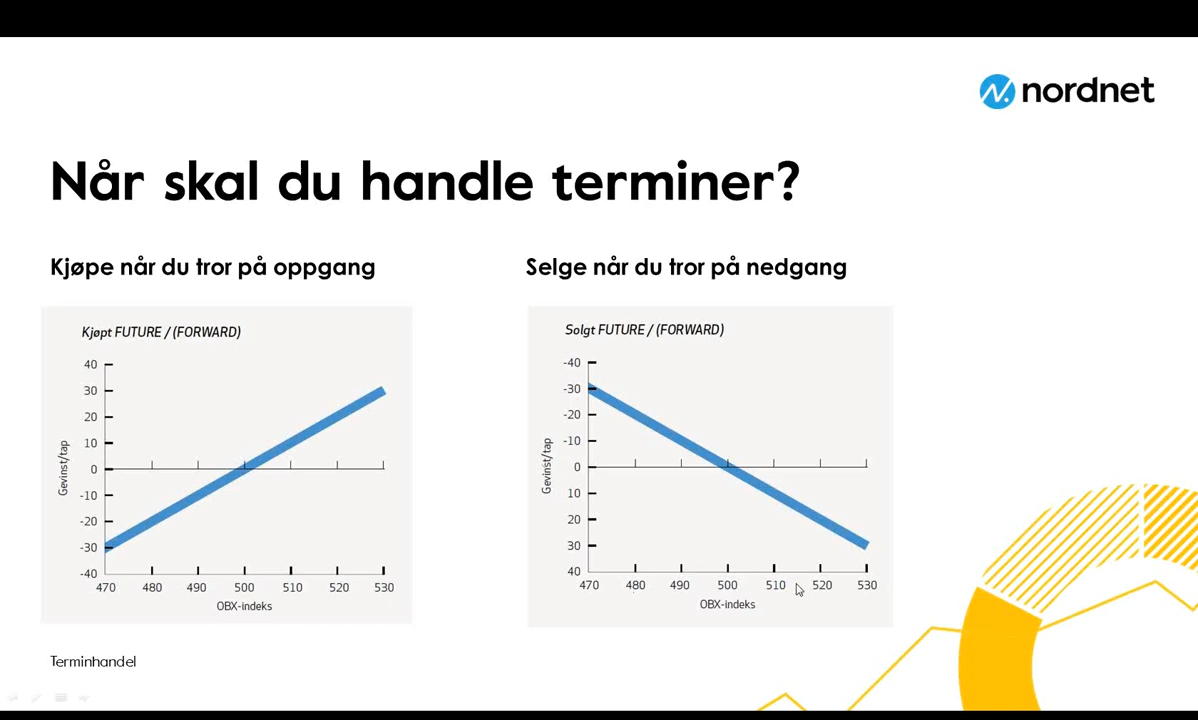 nordnet
Når skal du handle terminer?
Kjøpe når du tror på oppgang
Kjøpt FUTURE / (FORWARD)
40
30
20
10
0
-10
-20
-30
-40
Gevinst/tap
470 480 490 500 510 520 530
OBX-indeks
Selge når du tror på nedgang
Solgt FUTURE / (FORWARD)
-40
-30
-20
-10
0
10
20
30
40
Gevinst/tap
470 480 490 500 510 520 530
OBX-indeks
Terminhandel